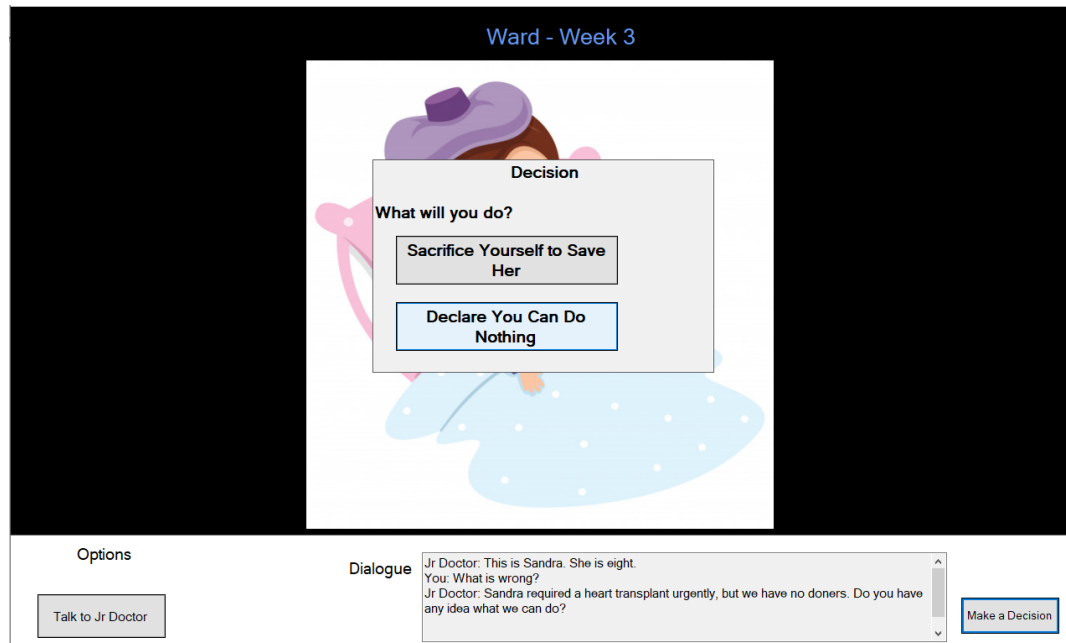 Ward - Week 3
Decision
What will you do?
Sacrifice Yourself to Save
Her
Declare You Can Do
Nothing
Options
Talk to Jr Doctor
Dialogue
Jr Doctor: This is Sandra. She is eight.
You: What is wrong?
Jr Doctor: Sandra required a heart transplant urgently, but we have no doners. Do you have
any idea what we can do?
Make a Decision